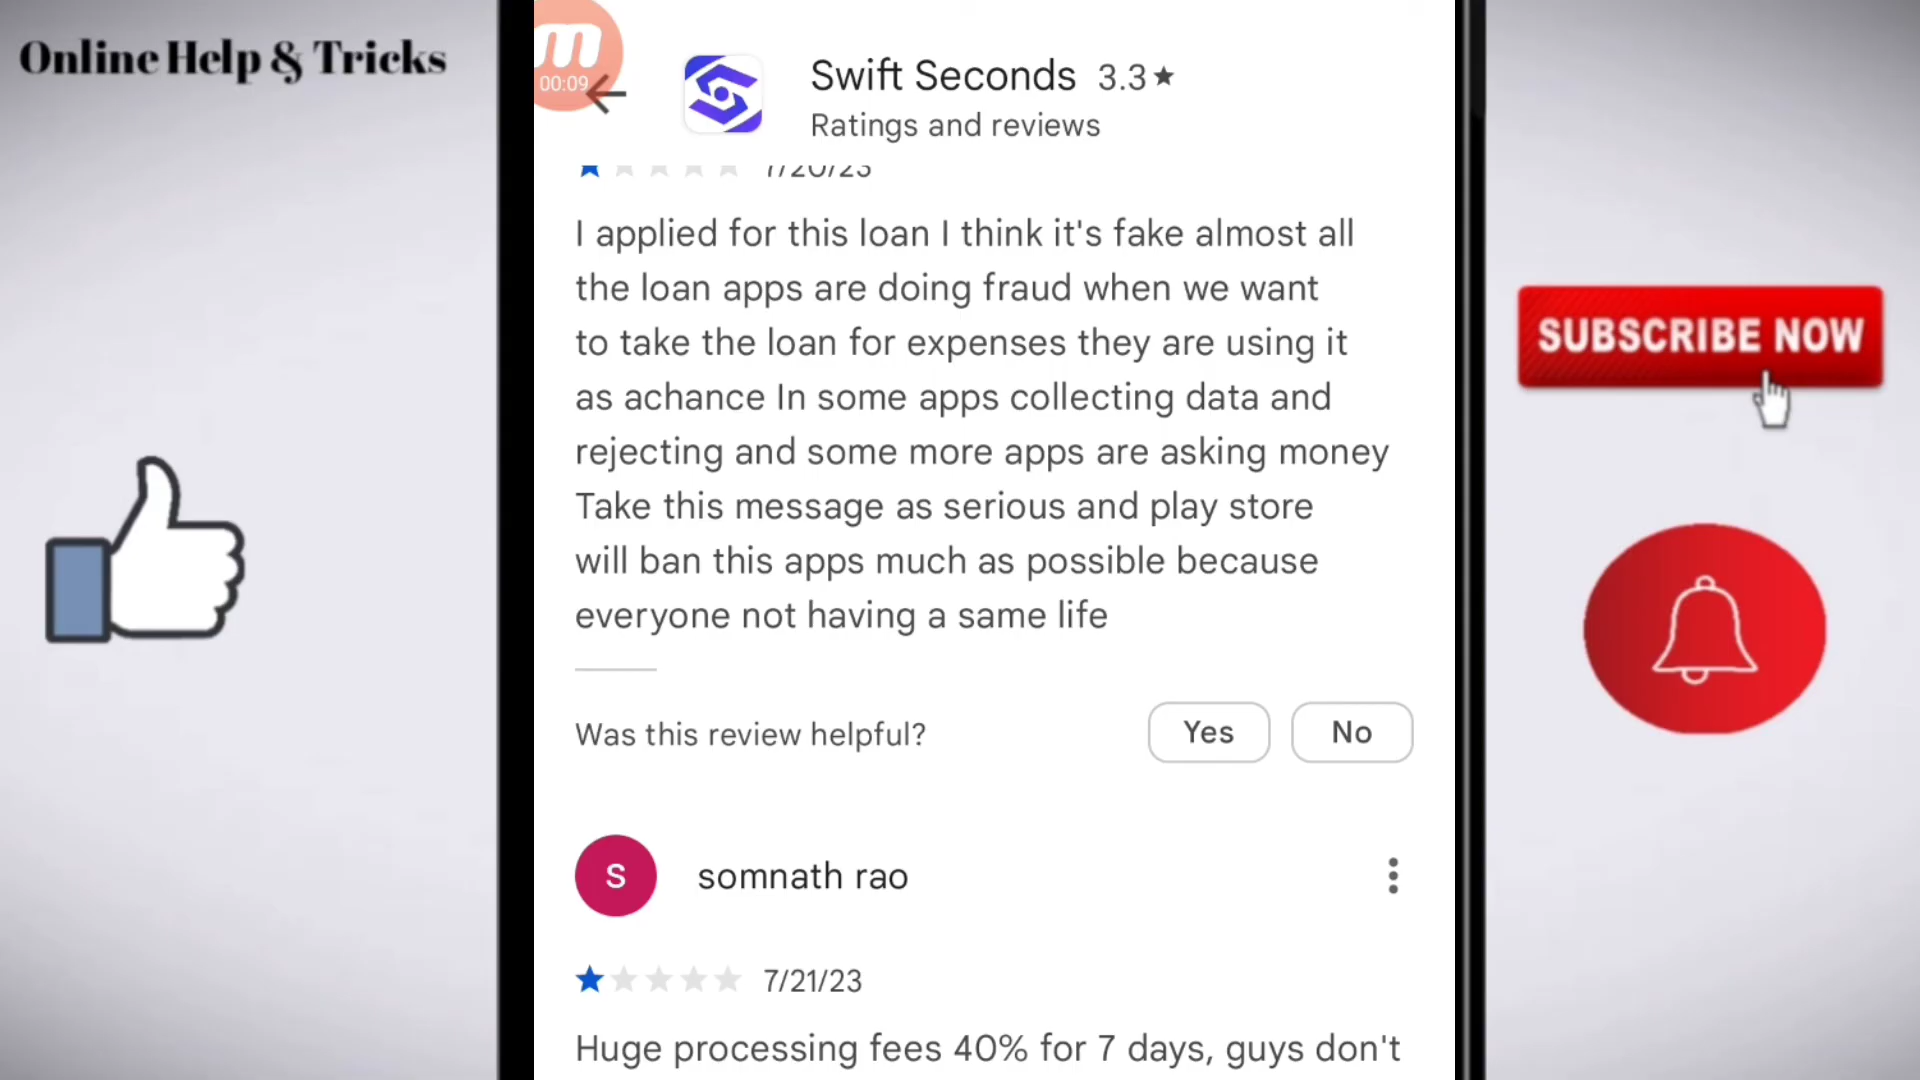 Online Help & Tricks
m
00:09
Swift Seconds 3.3★
Ratings and reviews
I applied for this loan I think it's fake almost all
the loan apps are doing fraud when we want
to take the loan for expenses they are using it
as achance In some apps collecting data and
rejecting and some more apps are asking money
Take this message as serious and play store
will ban this apps much as possible because
everyone not having a same life
Was this review helpful?
Yes
No
S
somnath rao
7/21/23
Huge processing fees 40% for 7 days, guys don't
SUBSCRIBE NOW